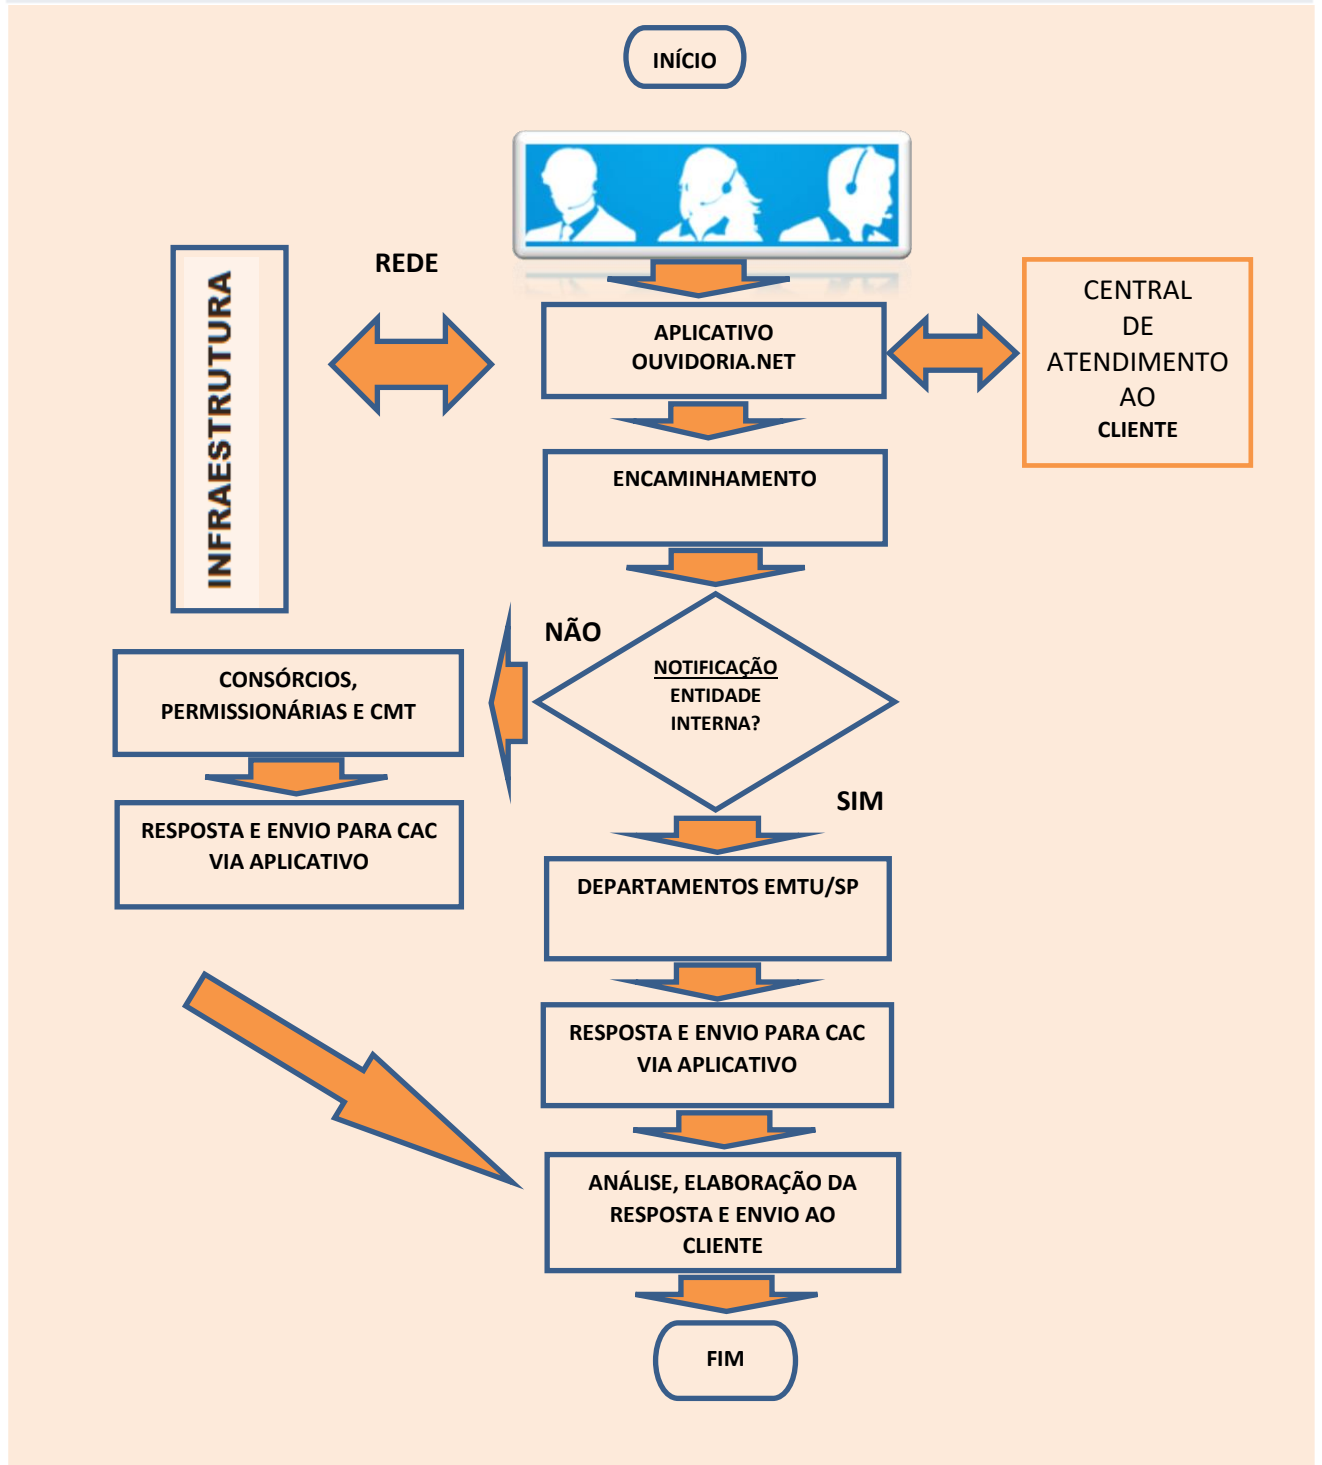 INÍCIO
REDE
INFRAESTRUTURA
APLICATIVO
OUVIDORIA.NET
CENTRAL
DE
ATENDIMENTO
AO
CLIENTE
ENCAMINHAMENTO
NÃO
NOTIFICAÇÃO
ENTIDADE
INTERNA?
CONSÓRCIOS,
PERMISSIONÁRIAS E CMT
SIM
RESPOSTA E ENVIO PARA CAC
VIA APLICATIVO
DEPARTAMENTOS EMTU/SP
RESPOSTA E ENVIO PARA CAC
VIA APLICATIVO
ANÁLISE, ELABORAÇÃO DA
RESPOSTA E ENVIO AO
CLIENTE
FIM